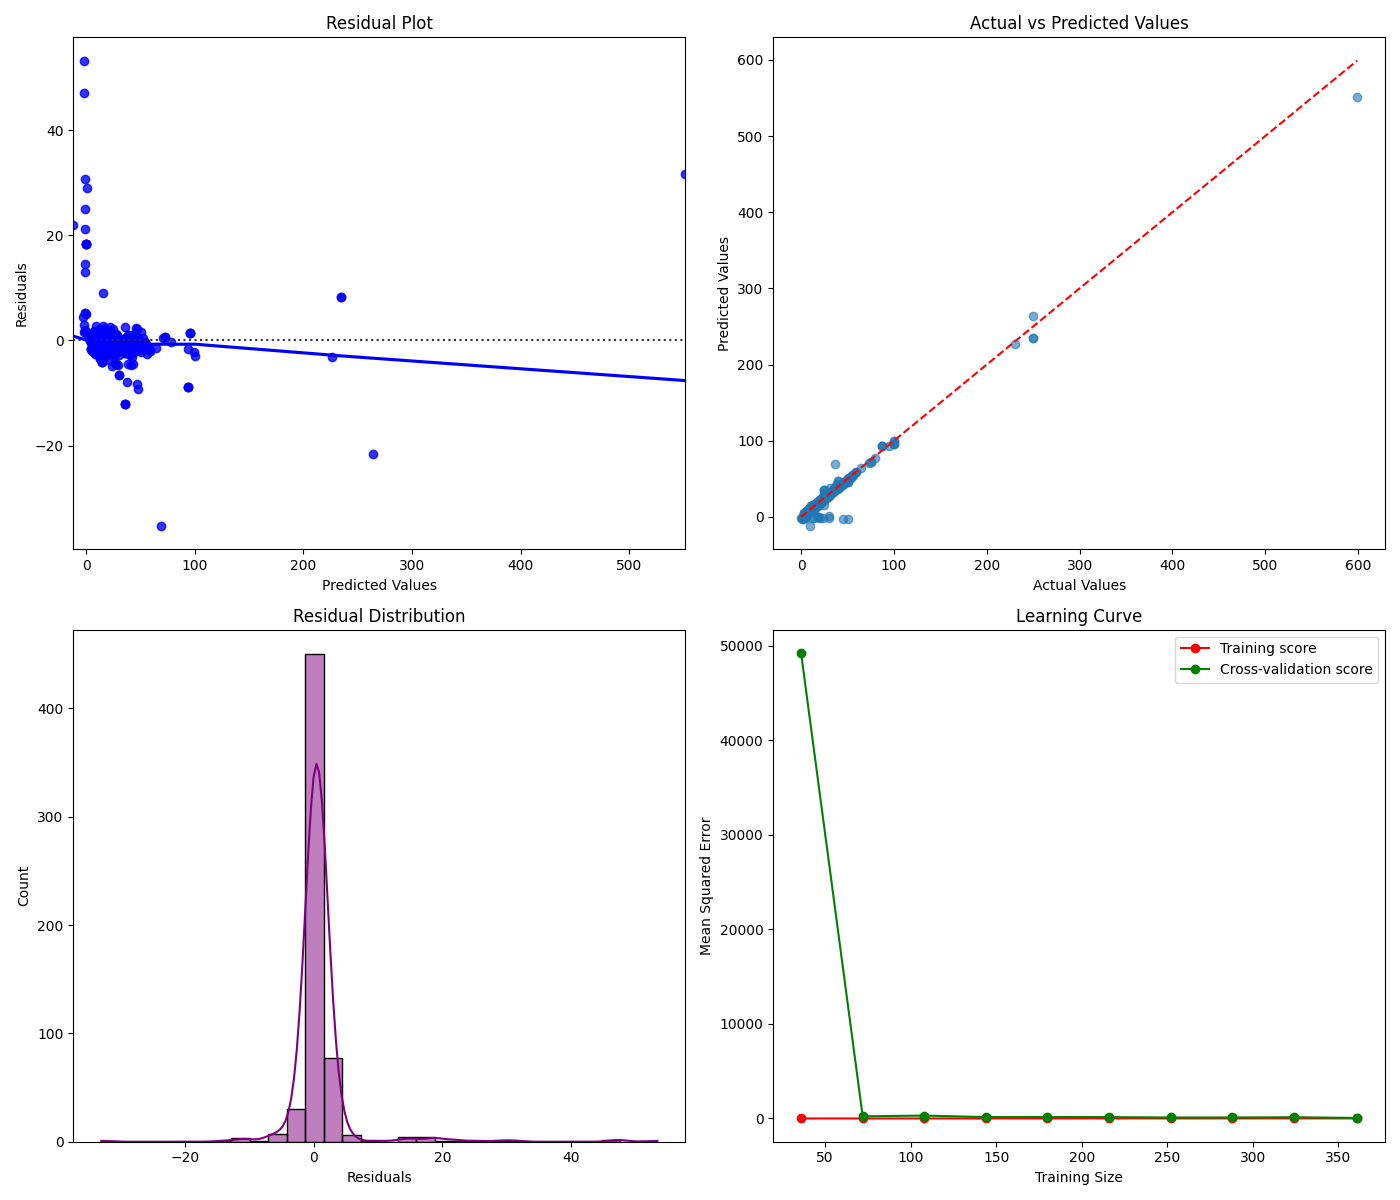 Residual Plot
Residuals
40
20
0
−20
0 100 200 300 400 500
Predicted Values
Actual vs Predicted Values
Predicted Values
600
500
400
300
200
100
0
0 100 200 300 400 500 600
Actual Values
Residual Distribution
Count
400
300
200
100
0
−20 0 20 40
Residuals
Learning Curve
Training score
Cross-validation score
Mean Squared Error
50000
40000
30000
20000
10000
0
50 100 150 200 250 300 350
Training Size